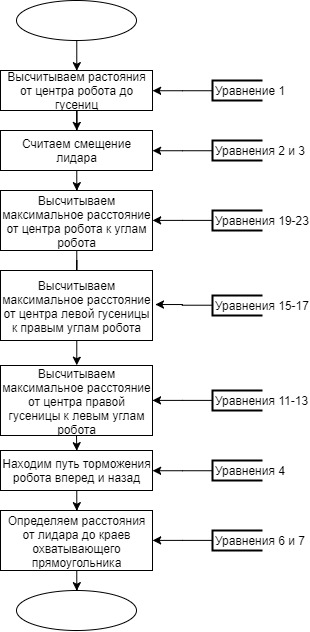 Высчитываем растояния
от центра робота до
гусениц
Уравнение 1
Считаем смещение
лидара
Уравнения 2 и 3
Высчитываем
максимальное расстояние
от центра робота к углам
робота
Уравнения 19-23
Высчитываем
максимальное расстояние
от центра левой гусеницы
к правым углам робота
Уравнения 15-17
Высчитываем
максимальное расстояние
от центра правой
гусеницы к левым углам
робота
Уравнения 11-13
Находим путь торможения
робота вперед и назад
Уравнения 4
Определяем расстояния
от лидара до краев
охватывающего
прямоугольника
Уравнения 6 и 7